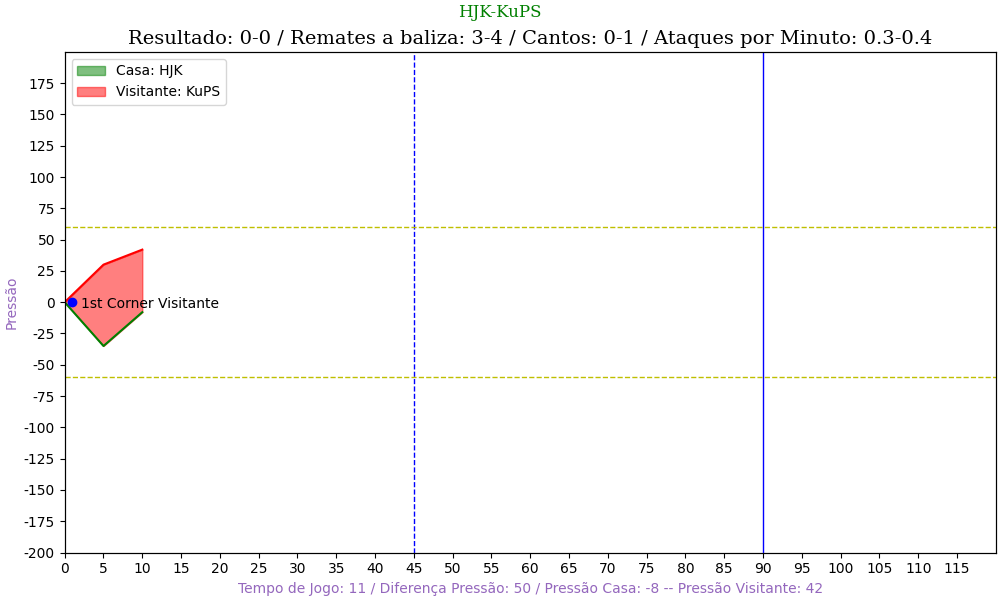 HJK-KuPS
Resultado: 0-0 / Remates a baliza: 3-4 / Cantos: 0-1 / Ataques por Minuto: 0.3-0.4
Casa: HJK
Visitante: KuPS
175
150
125
100
75
50
25
0
-25
-50
-75
-100
-125
-150
-175
-200
Pressão
1st Corner Visitante
0 5 10 15 20 25 30 35 40 45 50 55 60 65 70 75 80 85 90 95 100 105 110 115
Tempo de Jogo: 11 / Diferença Pressão: 50 / Pressão Casa: -8 -- Pressão Visitante: 42